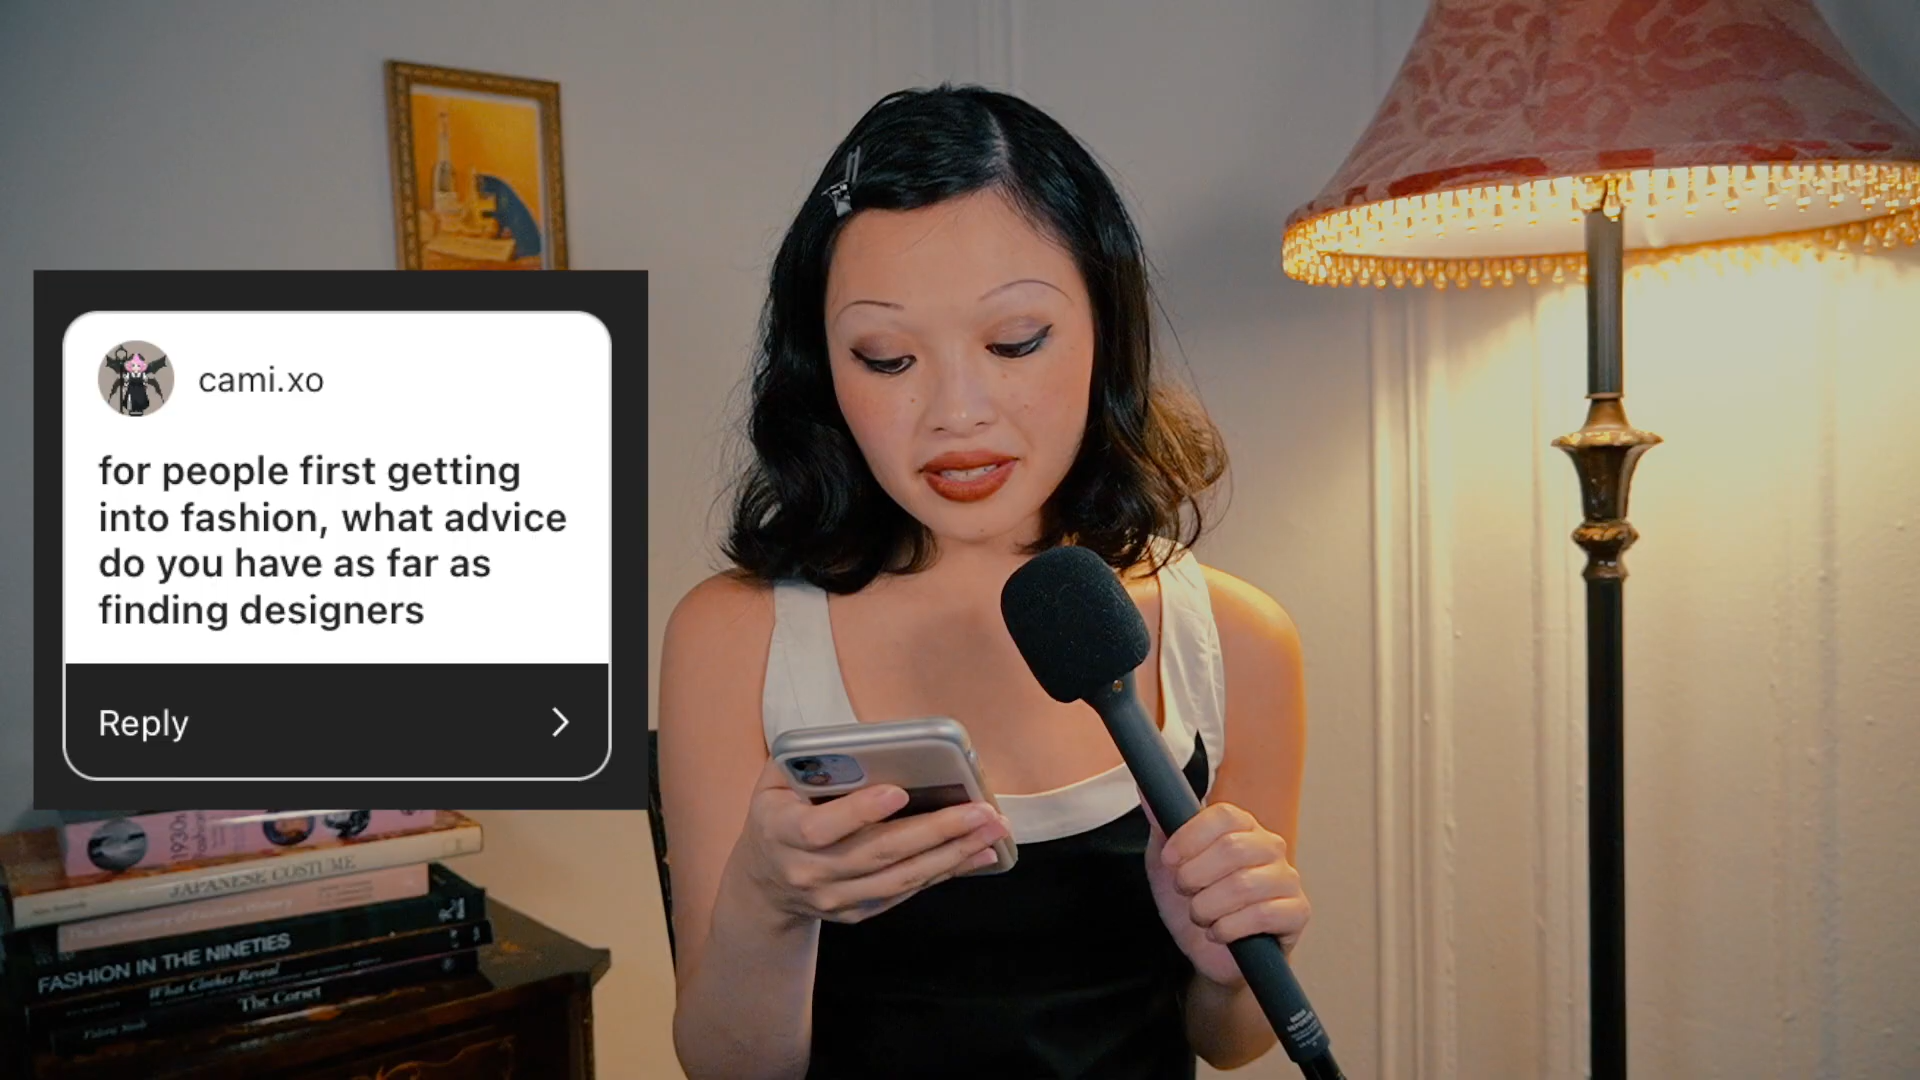 cami.xo
for people first getting
into fashion, what advice
do you have as far as
finding designers
Reply
1930s
JAPANESE COSTUME
FASHION IN THE NINETIES
What Clothes Reveal
The Corset